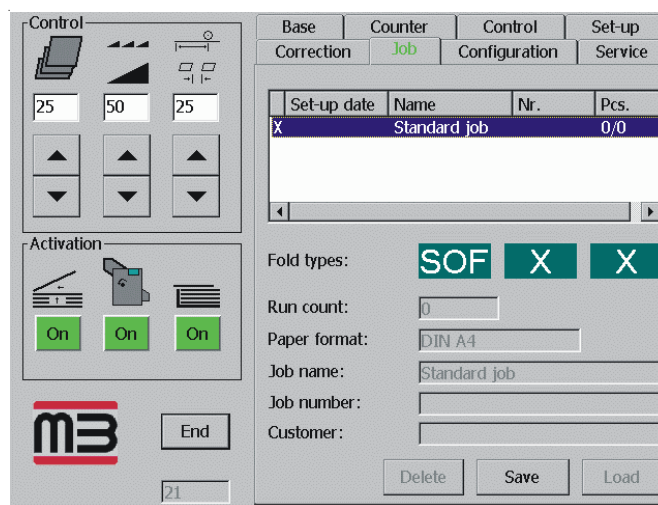 Control
25 50 25
Activation
On On On
m3
End
21
Base Counter Control Set-up
Correction Job Configuration Service
Set-up date Name Nr. Pcs.
X Standard job 0/0
Fold types: SOF X X
Run count: 0
Paper format: DIN A4
Job name: Standard job
Job number:
Customer:
Delete Save Load